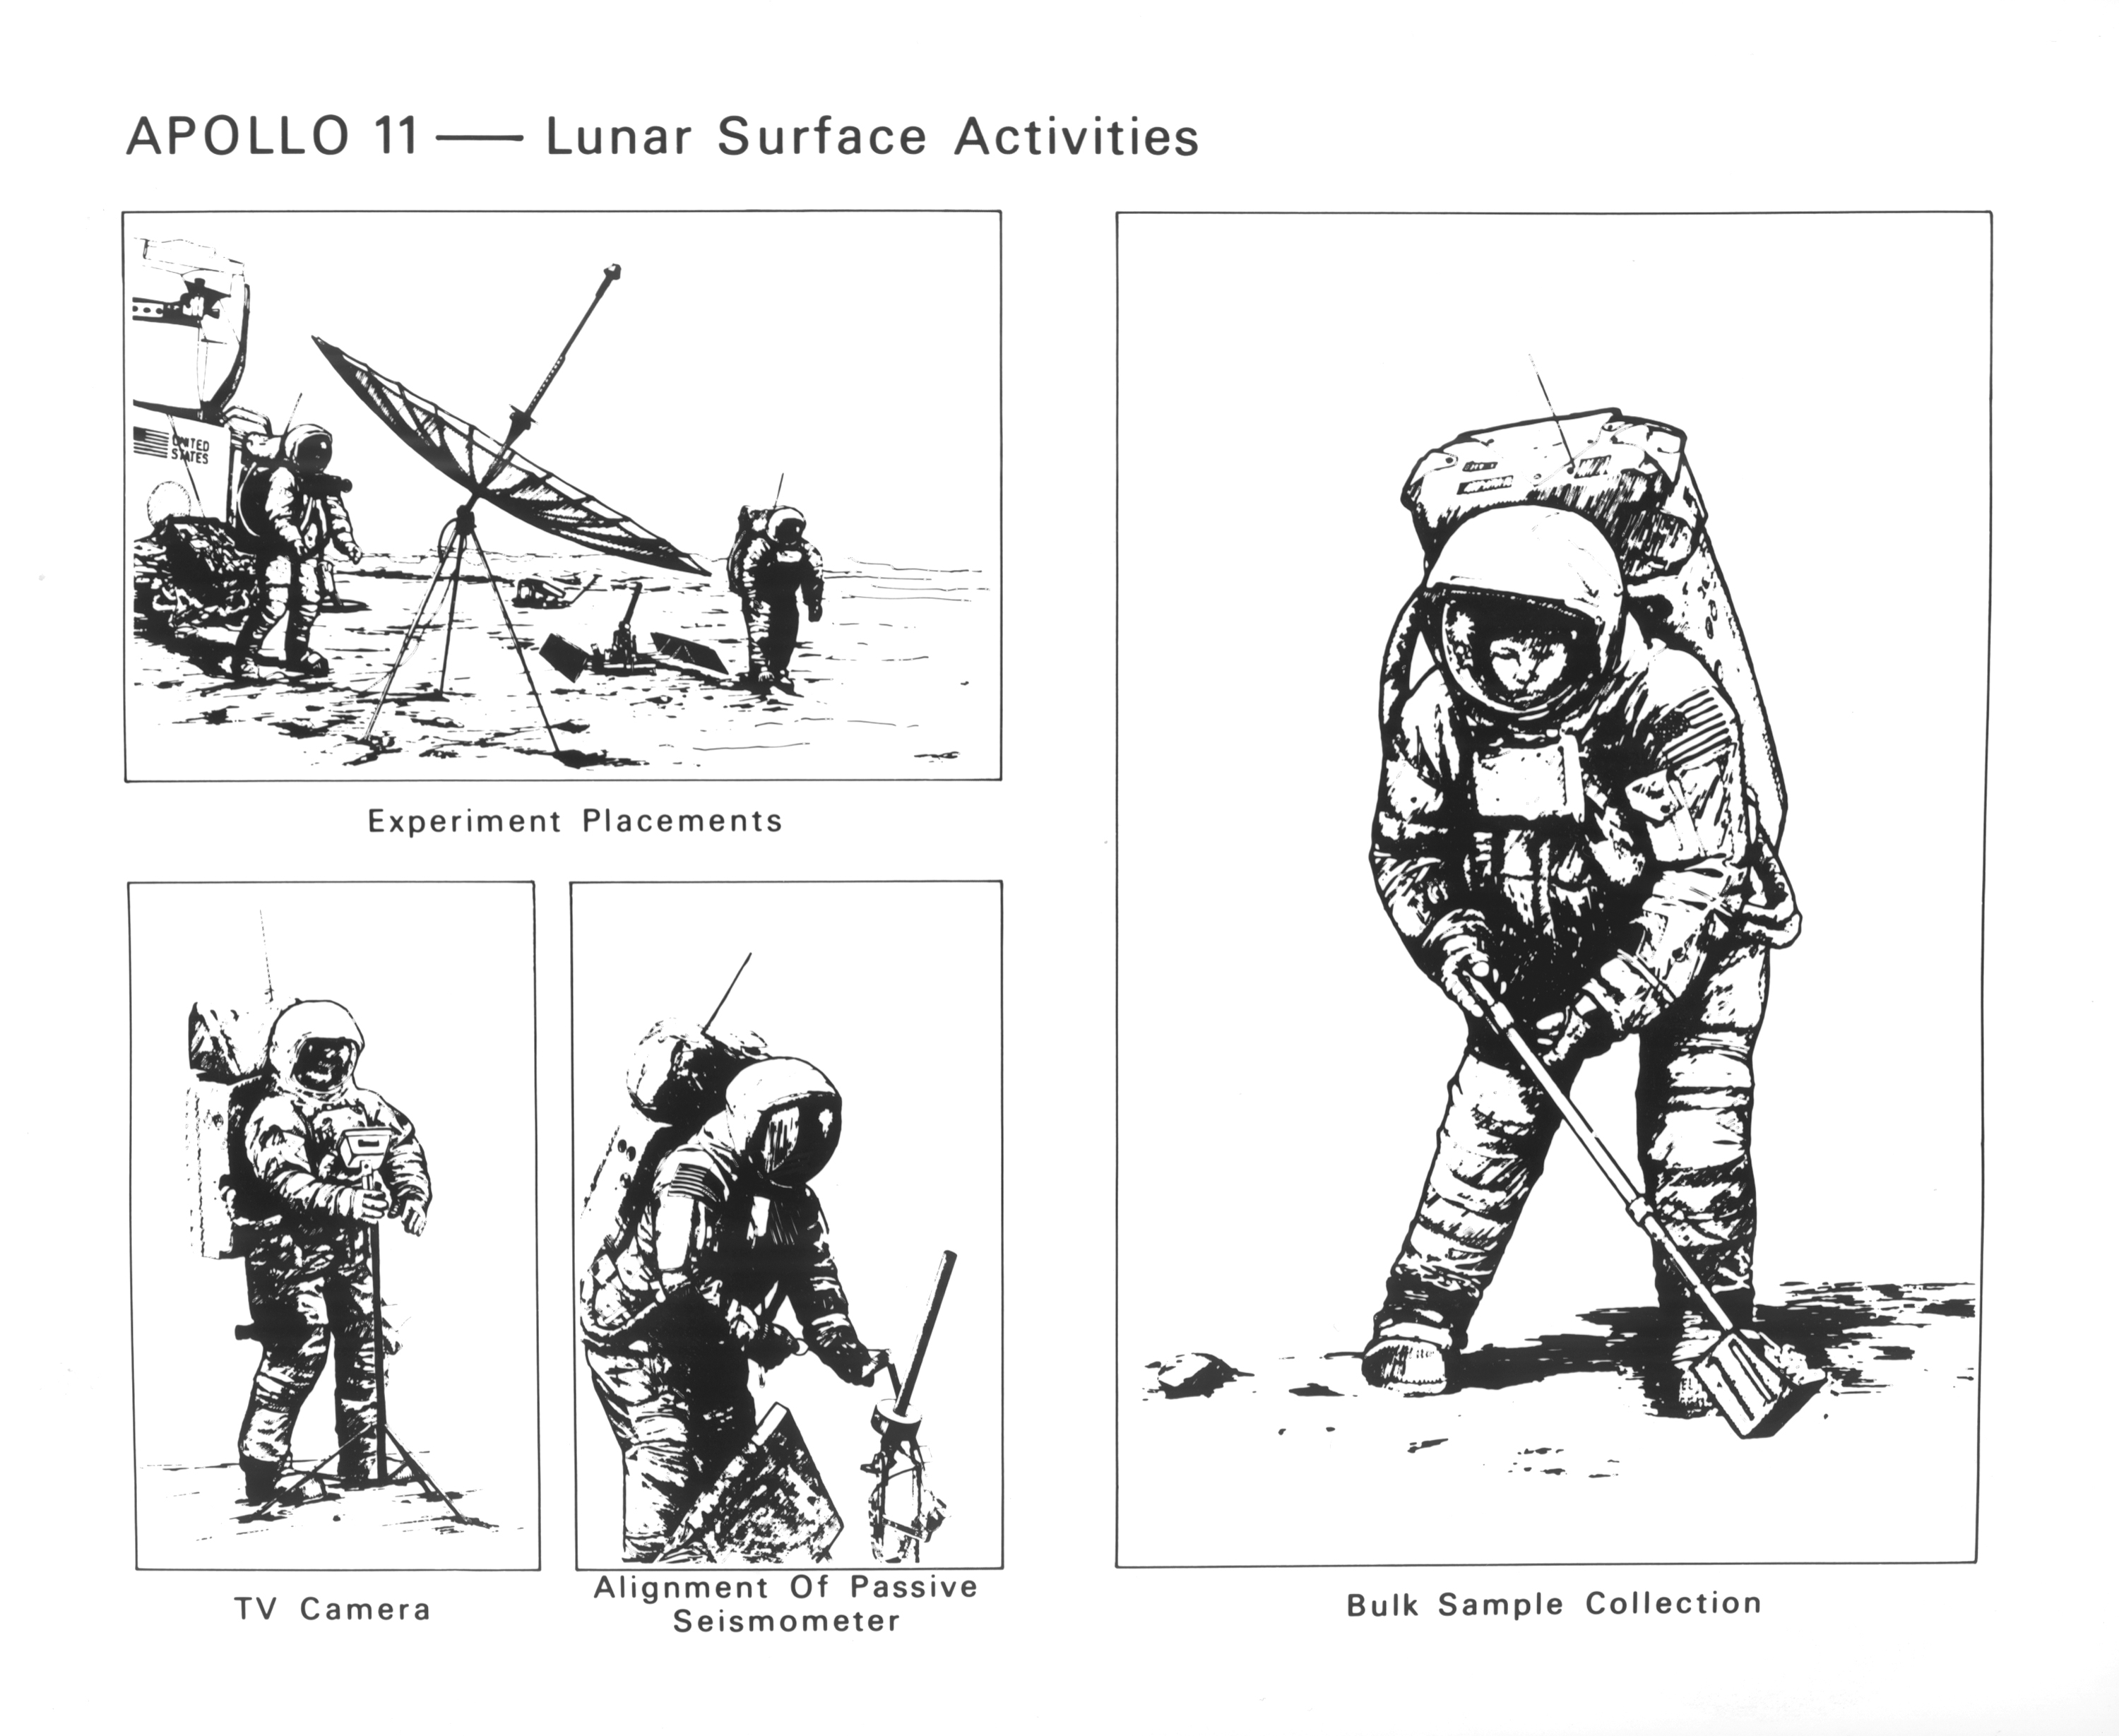 APOLLO 11 — Lunar Surface Activities
UNITED
STATES
Experiment Placements
TV Camera
Alignment Of Passive
Seismometer
Bulk Sample Collection